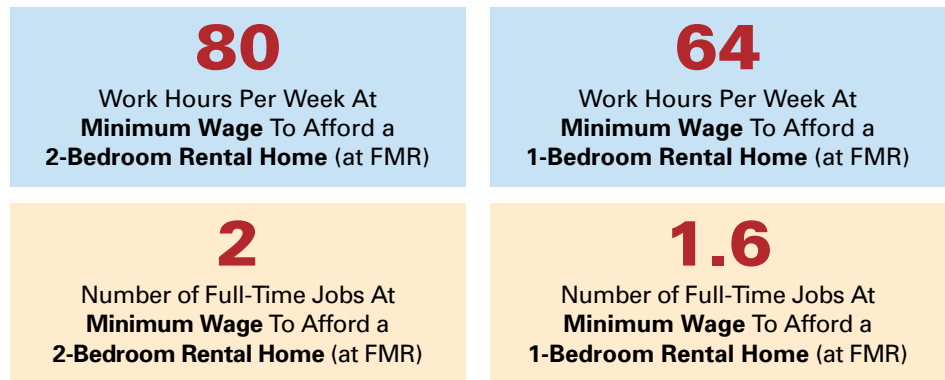 80
Work Hours Per Week At
Minimum Wage To Afford a
2-Bedroom Rental Home (at FMR)
64
Work Hours Per Week At
Minimum Wage To Afford a
1-Bedroom Rental Home (at FMR)
2
Number of Full-Time Jobs At
Minimum Wage To Afford a
2-Bedroom Rental Home (at FMR)
1.6
Number of Full-Time Jobs At
Minimum Wage To Afford a
1-Bedroom Rental Home (at FMR)